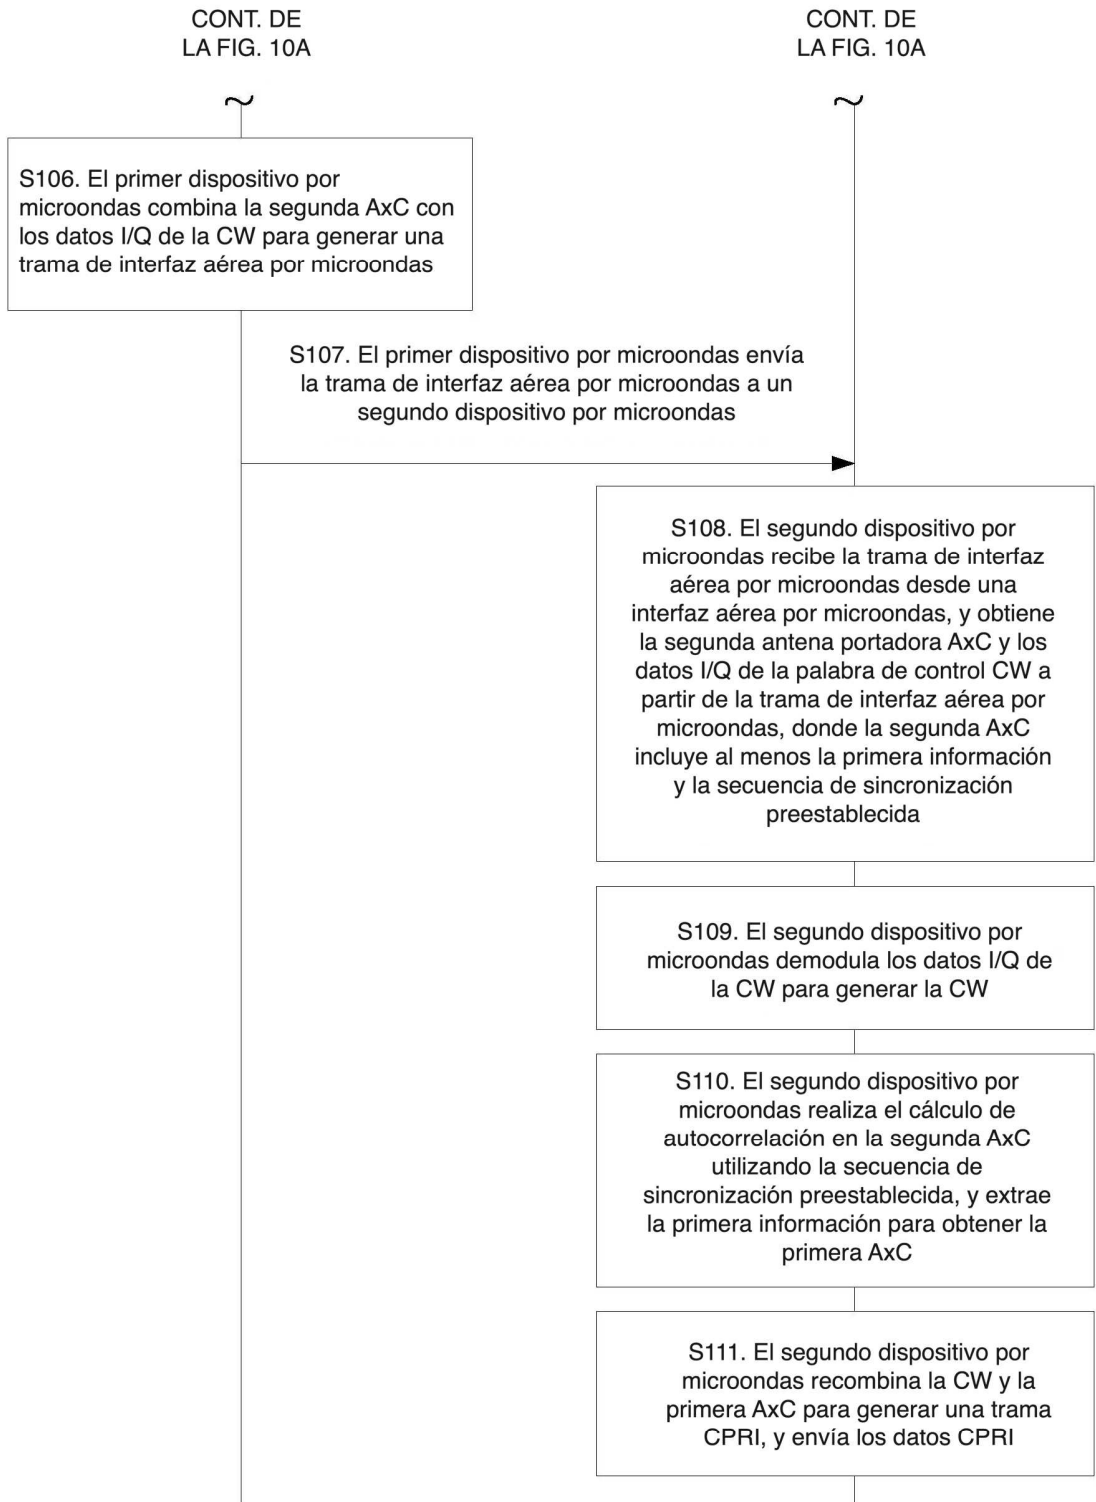 CONT. DE
LA FIG. 10A
CONT. DE
LA FIG. 10A
S106. El primer dispositivo por
microondas combina la segunda AxC con
los datos I/Q de la CW para generar una
trama de interfaz aérea por microondas
S107. El primer dispositivo por microondas envía
la trama de interfaz aérea por microondas a un
segundo dispositivo por microondas
S108. El segundo dispositivo por
microondas recibe la trama de interfaz
aérea por microondas desde una
interfaz aérea por microondas, y obtiene
la segunda antena portadora AxC y los
datos I/Q de la palabra de control CW a
partir de la trama de interfaz aérea por
microondas, donde la segunda AxC
incluye al menos la primera información
y la secuencia de sincronización
preestablecida
S109. El segundo dispositivo por
microondas demodula los datos I/Q de
la CW para generar la CW
S110. El segundo dispositivo por
microondas realiza el cálculo de
autocorrelación en la segunda AxC
utilizando la secuencia de
sincronización preestablecida, y extrae
la primera información para obtener la
primera AxC
S111. El segundo dispositivo por
microondas recombina la CW y la
primera AxC para generar una trama
CPRI, y envía los datos CPRI